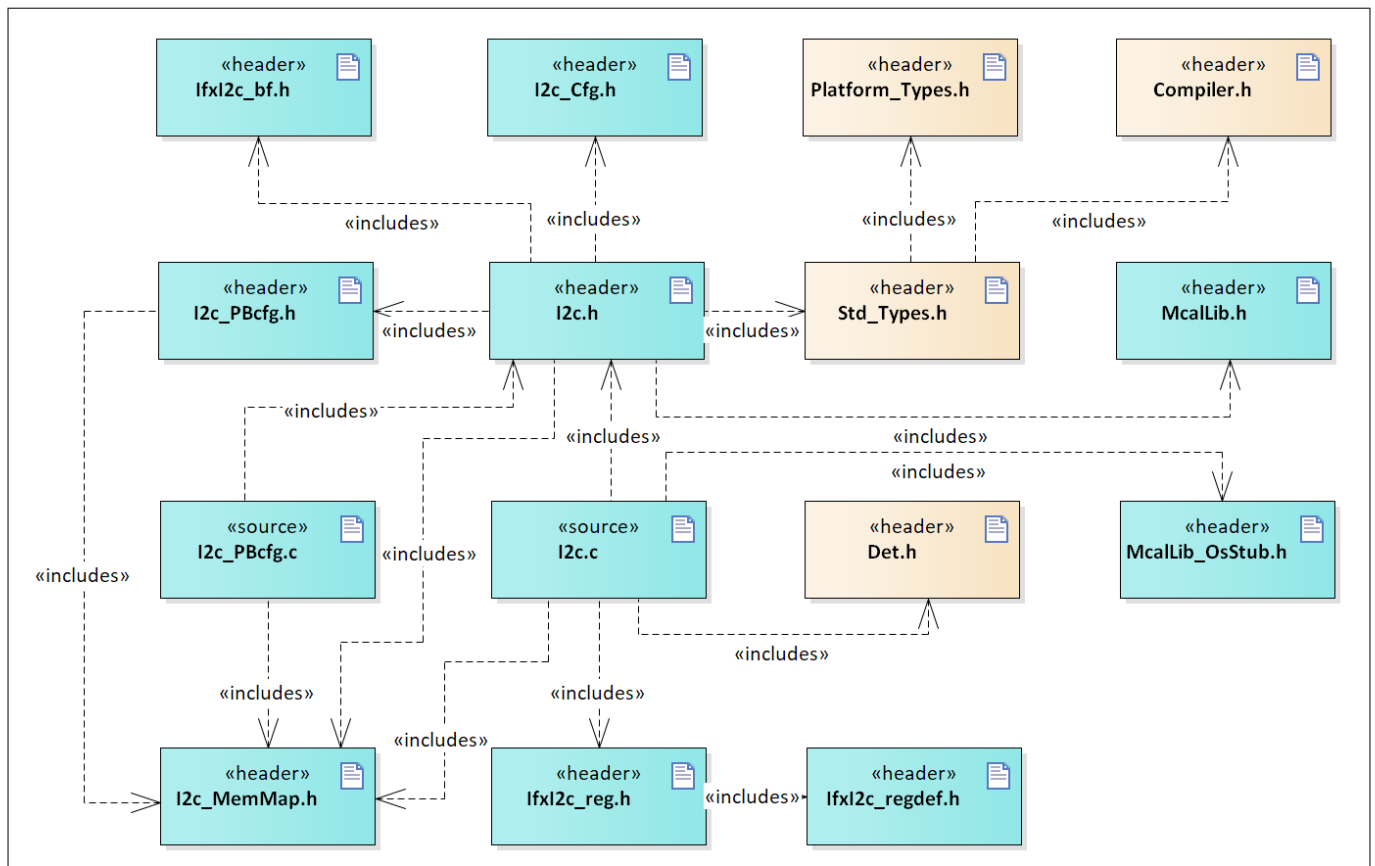 «header»
IfxI2c_bf.h
«header»
I2c_Cfg.h
«header»
Platform_Types.h
«header»
Compiler.h
«includes»
«includes»
«includes»
«includes»
«header»
I2c_PBcfg.h
«header»
I2c.h
«header»
Std_Types.h
«header»
McalLib.h
«includes»
«includes»
«includes»
«includes»
«includes»
«includes»
«source»
I2c_PBcfg.c
«source»
I2c.c
«header»
Det.h
«header»
McalLib_OsStub.h
«includes»
«includes»
«includes»
«includes»
«includes»
«includes»
«header»
I2c_MemMap.h
«header»
IfxI2c_reg.h
«includes»
«header»
IfxI2c_regdef.h